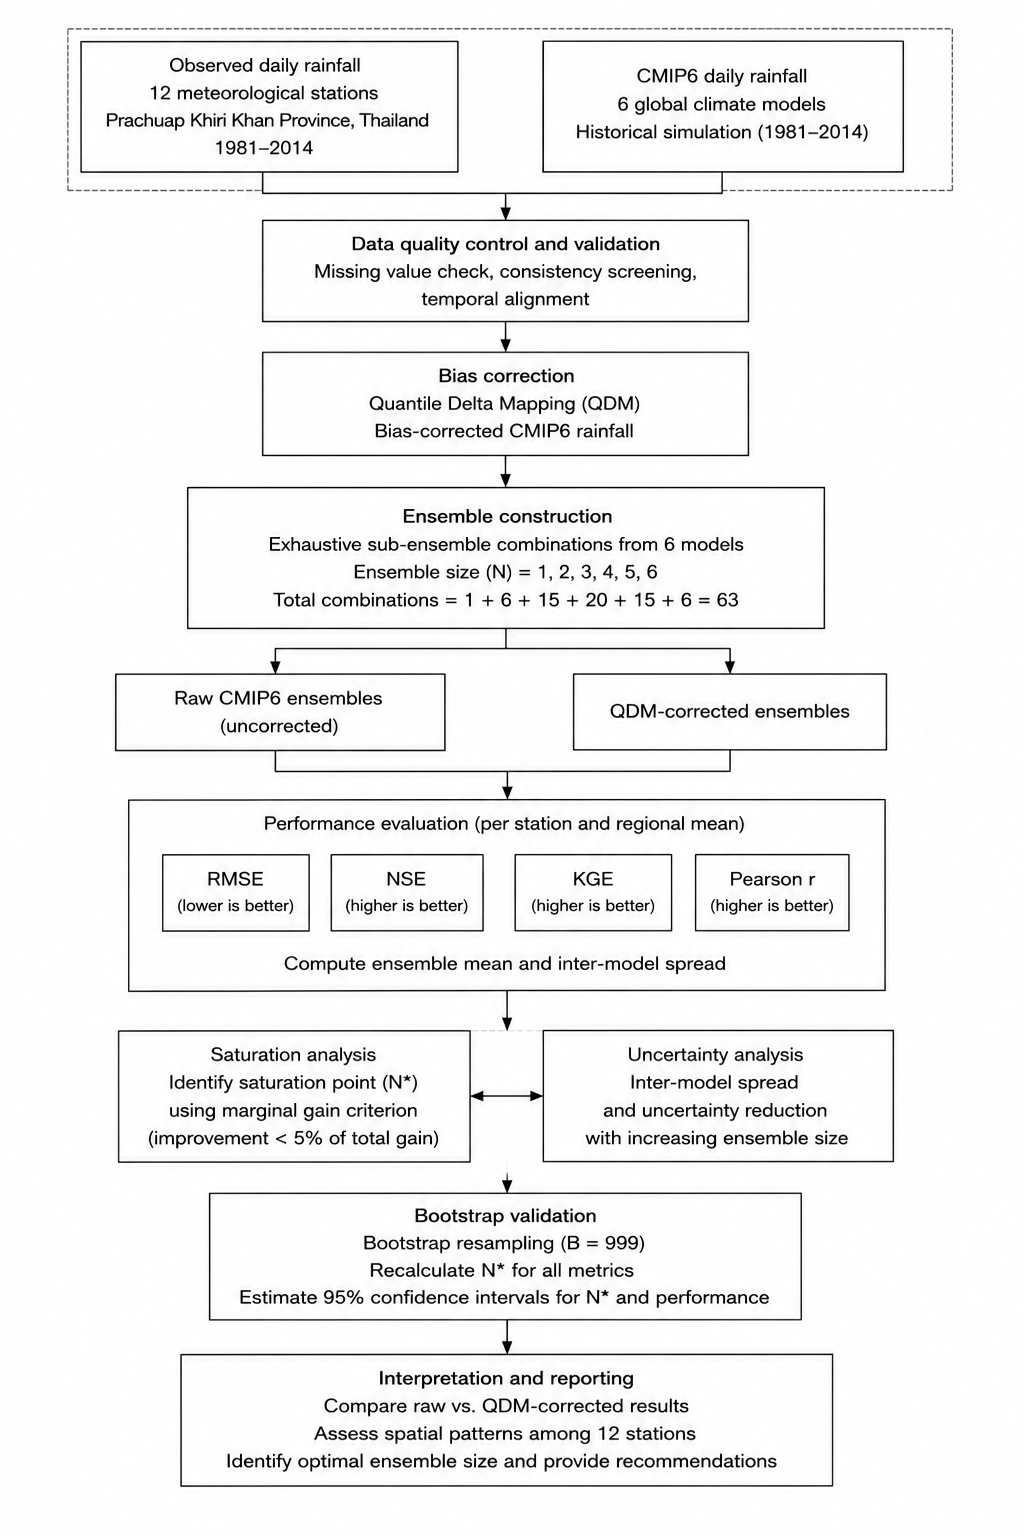 Observed daily rainfall
12 meteorological stations
Prachuap Khiri Khan Province, Thailand
1981–2014
CMIP6 daily rainfall
6 global climate models
Historical simulation (1981–2014)
Data quality control and validation
Missing value check, consistency screening,
temporal alignment
Bias correction
Quantile Delta Mapping (QDM)
Bias-corrected CMIP6 rainfall
Ensemble construction
Exhaustive sub-ensemble combinations from 6 models
Ensemble size (N) = 1, 2, 3, 4, 5, 6
Total combinations = 1 + 6 + 15 + 20 + 15 + 6 = 63
Raw CMIP6 ensembles
(uncorrected)
QDM-corrected ensembles
Performance evaluation (per station and regional mean)
RMSE
(lower is better)
NSE
(higher is better)
KGE
(higher is better)
Pearson r
(higher is better)
Compute ensemble mean and inter-model spread
Saturation analysis
Identify saturation point (N*)
using marginal gain criterion
(improvement < 5% of total gain)
Uncertainty analysis
Inter-model spread
and uncertainty reduction
with increasing ensemble size
Bootstrap validation
Bootstrap resampling (B = 999)
Recalculate N* for all metrics
Estimate 95% confidence intervals for N* and performance
Interpretation and reporting
Compare raw vs. QDM-corrected results
Assess spatial patterns among 12 stations
Identify optimal ensemble size and provide recommendations